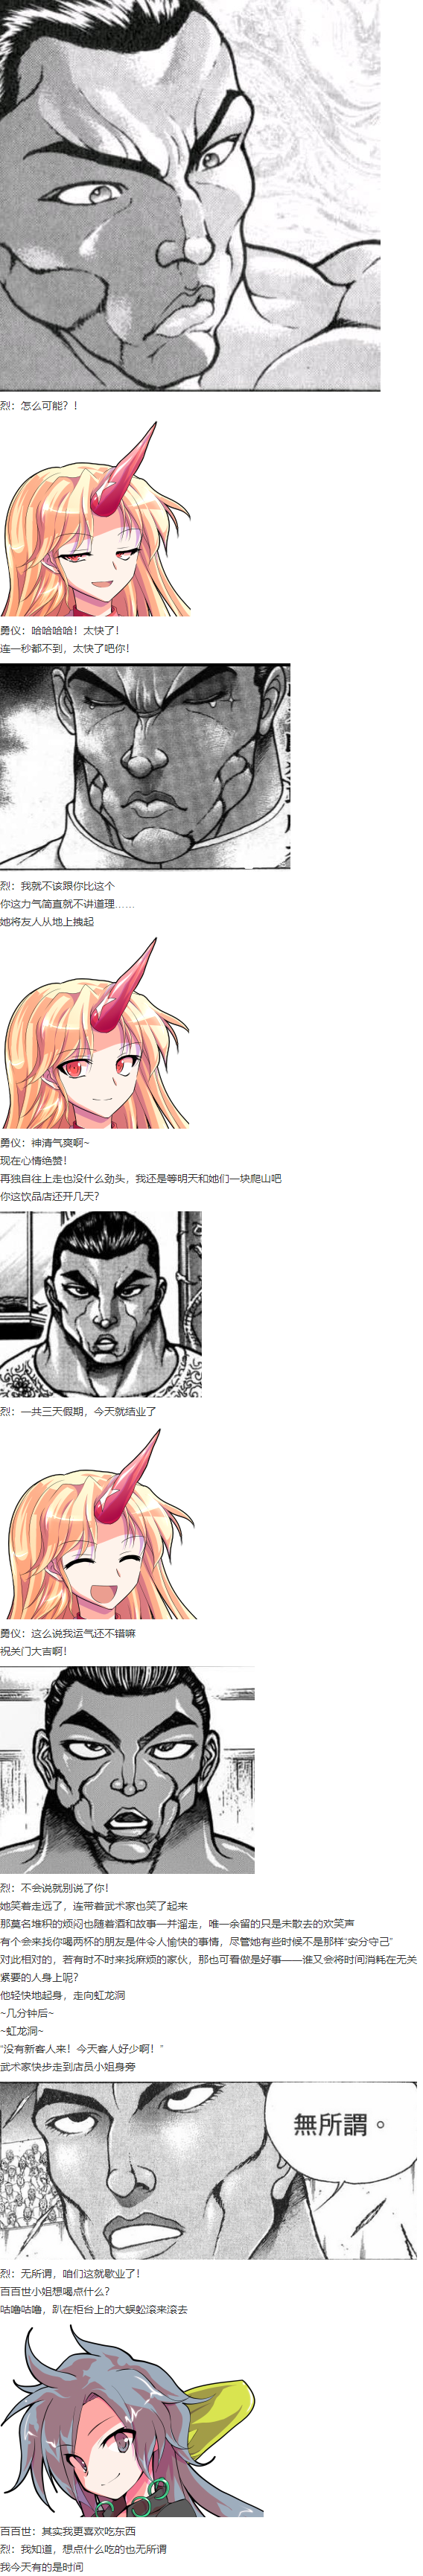 烈：怎么可能？！
勇仪：哈哈哈哈！太快了！
连一秒都不到，太快了吧你！
烈：我就不该跟你比这个
你这力气简直就不讲道理……
她将友人从地上拽起
勇仪：神清气爽啊~
现在心情绝赞！
再独自往上走也没什么劲头，我还是等明天和她们一块爬山吧
你这饮品店还开几天？
烈：一共三天假期，今天就结业了
勇仪：这么说我运气还不错嘛
祝关门大吉啊！
烈：不会说就别说了你！
她笑着走远了，连带着武术家也笑了起来
那莫名堆积的烦闷也随着酒和故事一并溜走，唯一余留的只是未散去的欢笑声
有个会来找你喝两杯的朋友是件令人愉快的事情，尽管她有些时候不是那样“安分守己”
对此相对的，若有时不时来找麻烦的家伙，那也可看做是好事——谁又会将时间消耗在无关
紧要的人身上呢？
他轻快地起身，走向虹龙洞
~几分钟后~
~虹龙洞~
“没有新客人来！今天客人好少啊！”
武术家快步走到店员小姐身旁
無所謂。
烈：无所谓，咱们这就歇业了！
百百世小姐想喝点什么？
咕噜咕噜，趴在柜台上的大蜈蚣滚来滚去
百百世：其实我更喜欢吃东西
烈：我知道，想点什么吃的也无所谓
我今天有的是时间